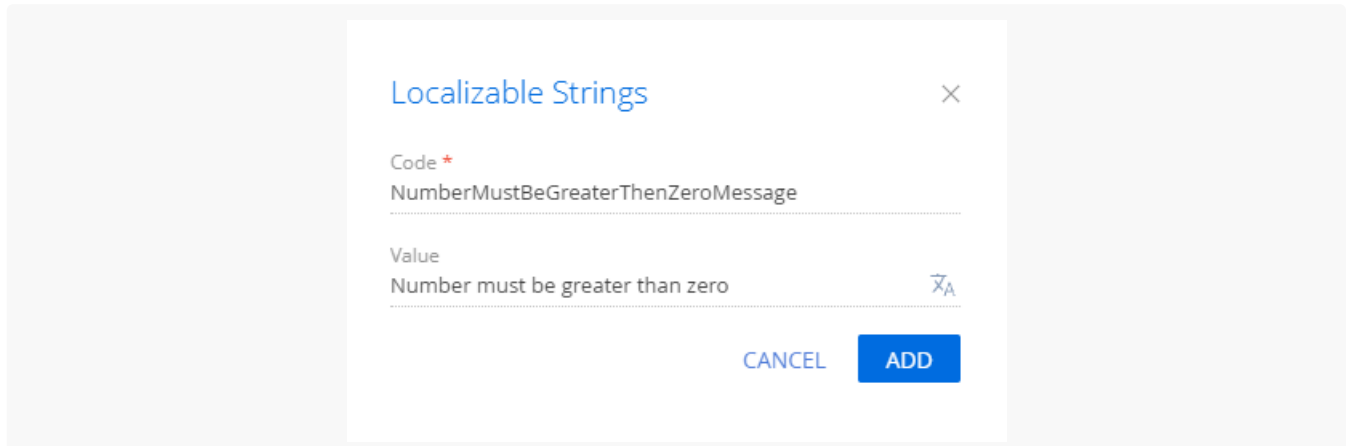 Localizable Strings
Code *
NumberMustBeGreaterThenZeroMessage
Value
Number must be greater than zero
CANCEL ADD